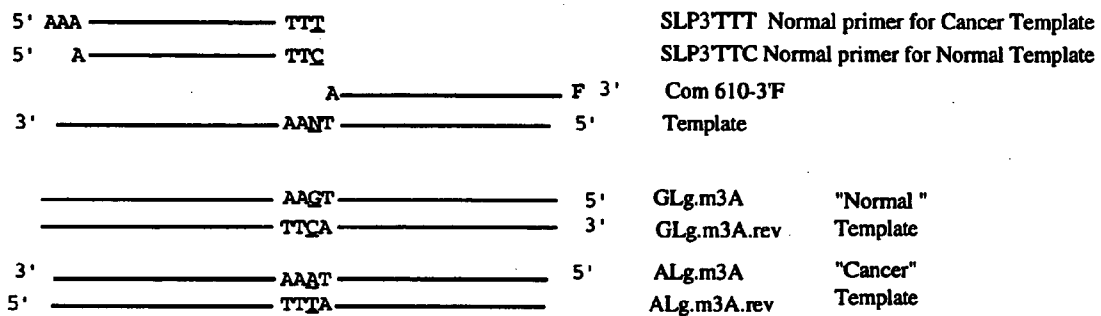 5' AAA TTT SLP3'TTT Normal primer for Cancer Template
5' A TTC SLP3'TTC Normal primer for Normal Template
A F 3' Com 610-3'F
3' AANT 5' Template
AAGT 5' GLg.m3A "Normal "
TTCA 3' GLg.m3A.rev Template
3' AAAT 5' ALg.m3A "Cancer"
5' TTTA ALg.m3A.rev Template